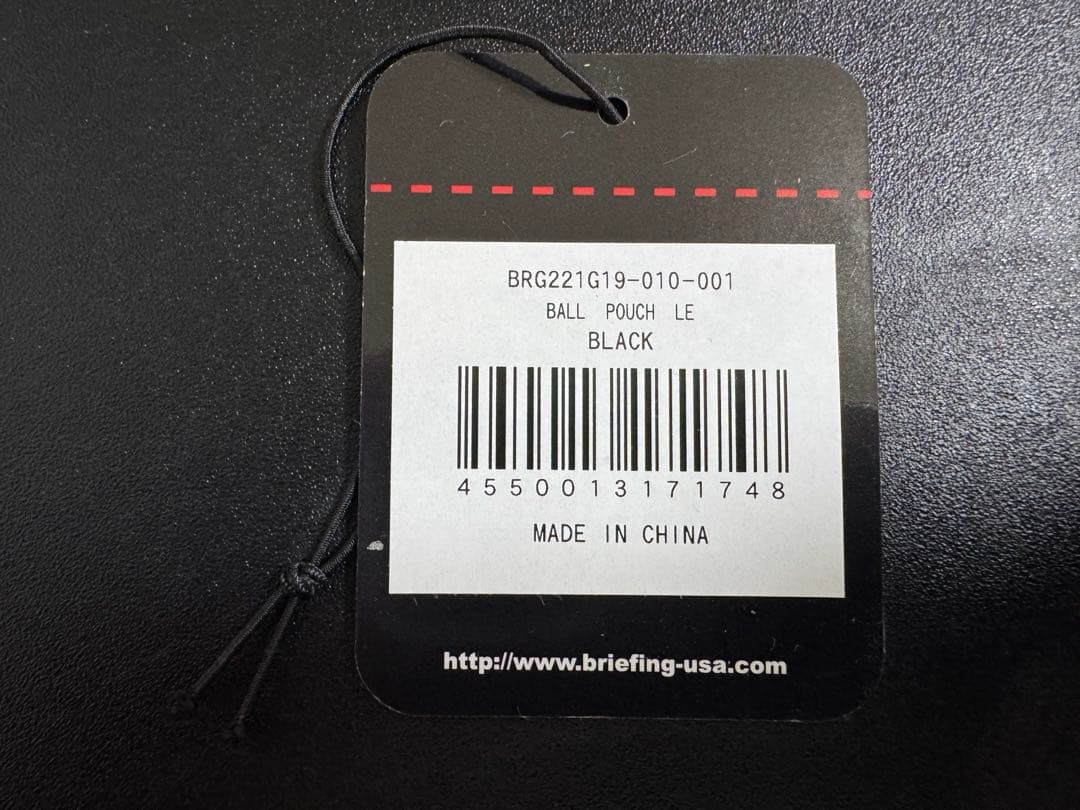 BRG221G19-010-001
BALL POUCH LE
BLACK
4550013171748
MADE IN CHINA
http://www.briefing-usa.com